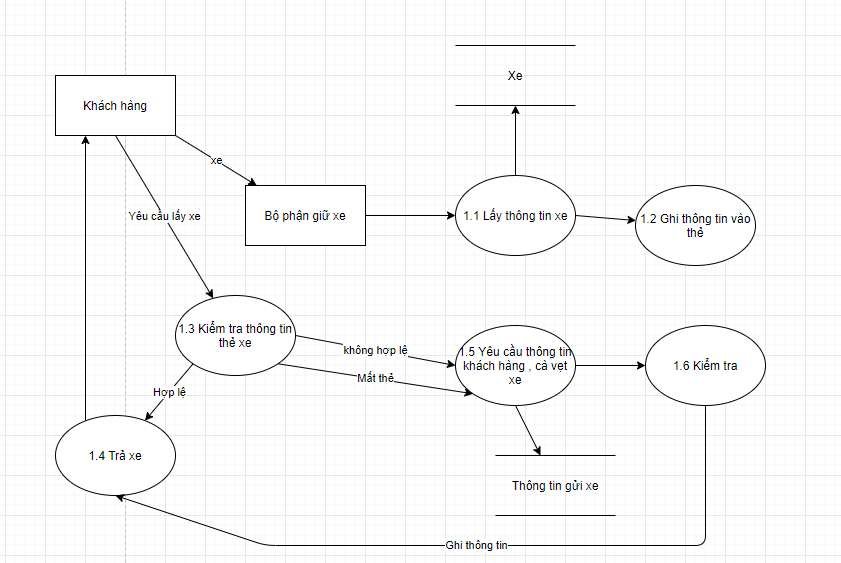 Xe
Khách hàng
xe
Yêu cầu lấy xe
Bộ phận giữ xe
1.1 Lấy thông tin xe
1.2 Ghi thông tin vào
thẻ
1.3 Kiểm tra thông tin
thẻ xe
không hợp lệ
Mất thẻ
1.5 Yêu cầu thông tin
khách hàng , cà vẹt
xe
1.6 Kiểm tra
Hợp lệ
1.4 Trả xe
Thông tin gửi xe
Ghi thông tin